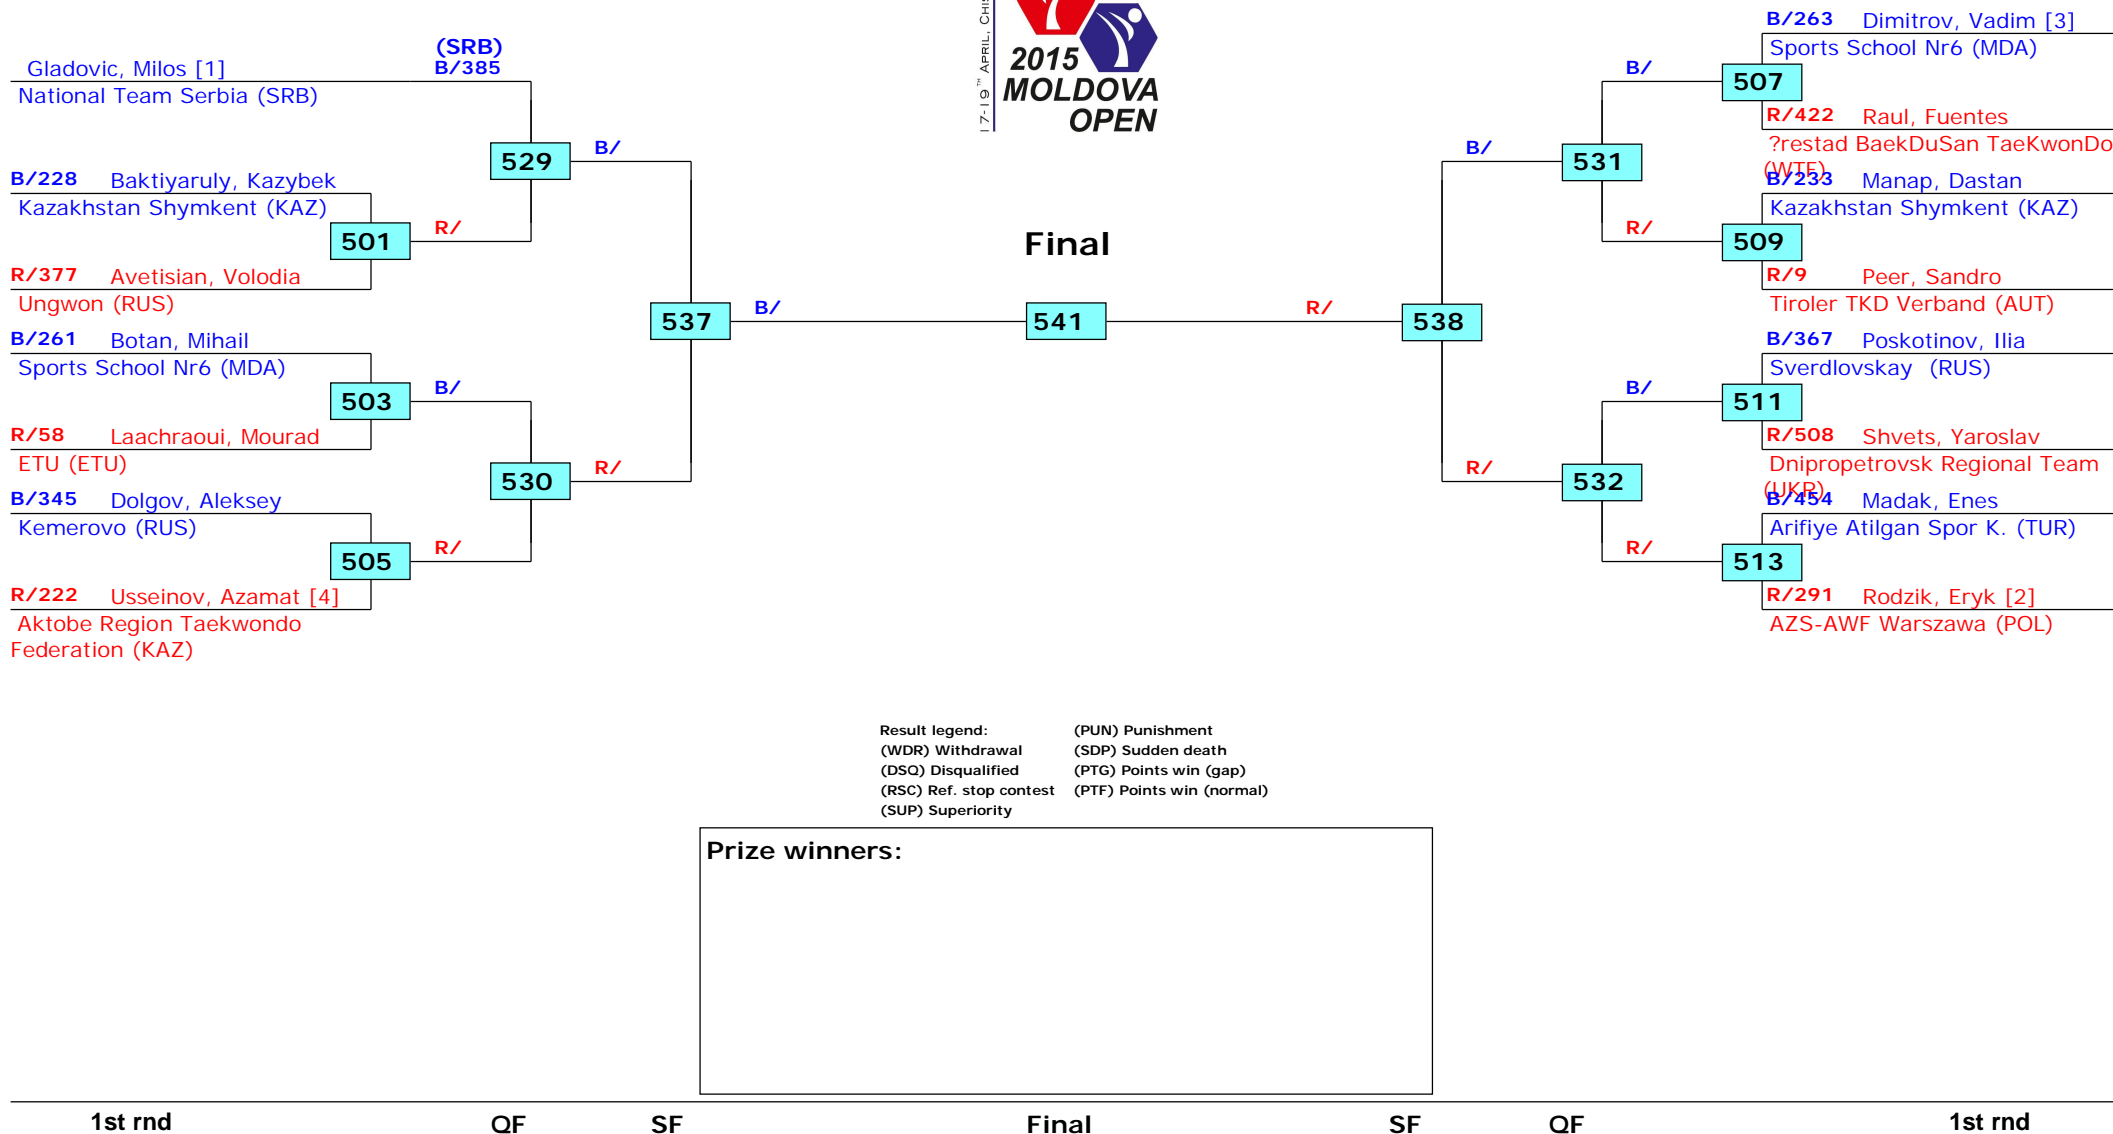 17-19TH APRIL, CHIS
2015
MOLDOVA
OPEN
(SRB)
Gladovic, Milos [1] B/385
National Team Serbia (SRB)
529
B/
B/228 Baktiyaruly, Kazybek
Kazakhstan Shymkent (KAZ)
501
R/
R/377 Avetisian, Volodia
Ungwon (RUS)
537
B/
B/261 Botan, Mihail
Sports School Nr6 (MDA)
503
B/
R/58 Laachraoui, Mourad
ETU (ETU)
530
R/
B/345 Dolgov, Aleksey
Kemerovo (RUS)
505
R/
R/222 Usseinov, Azamat [4]
Aktobe Region Taekwondo
Federation (KAZ)
Final
541
B/263 Dimitrov, Vadim [3]
Sports School Nr6 (MDA)
B/
507
R/422 Raul, Fuentes
?restad BaekDuSan TaeKwonDo
(WTF)
B/
531
B/233 Manap, Dastan
Kazakhstan Shymkent (KAZ)
R/
509
R/9 Peer, Sandro
Tiroler TKD Verband (AUT)
R/
538
B/367 Poskotinov, Ilia
Sverdlovskay (RUS)
B/
511
R/508 Shvets, Yaroslav
Dnipropetrovsk Regional Team
(UKR)
R/
532
B/454 Madak, Enes
Arifiye Atilgan Spor K. (TUR)
R/
513
R/291 Rodzik, Eryk [2]
AZS-AWF Warszawa (POL)
Result legend: (PUN) Punishment
(WDR) Withdrawal (SDP) Sudden death
(DSQ) Disqualified (PTG) Points win (gap)
(RSC) Ref. stop contest (PTF) Points win (normal)
(SUP) Superiority
Prize winners:
1st rnd QF SF Final SF QF 1st rnd